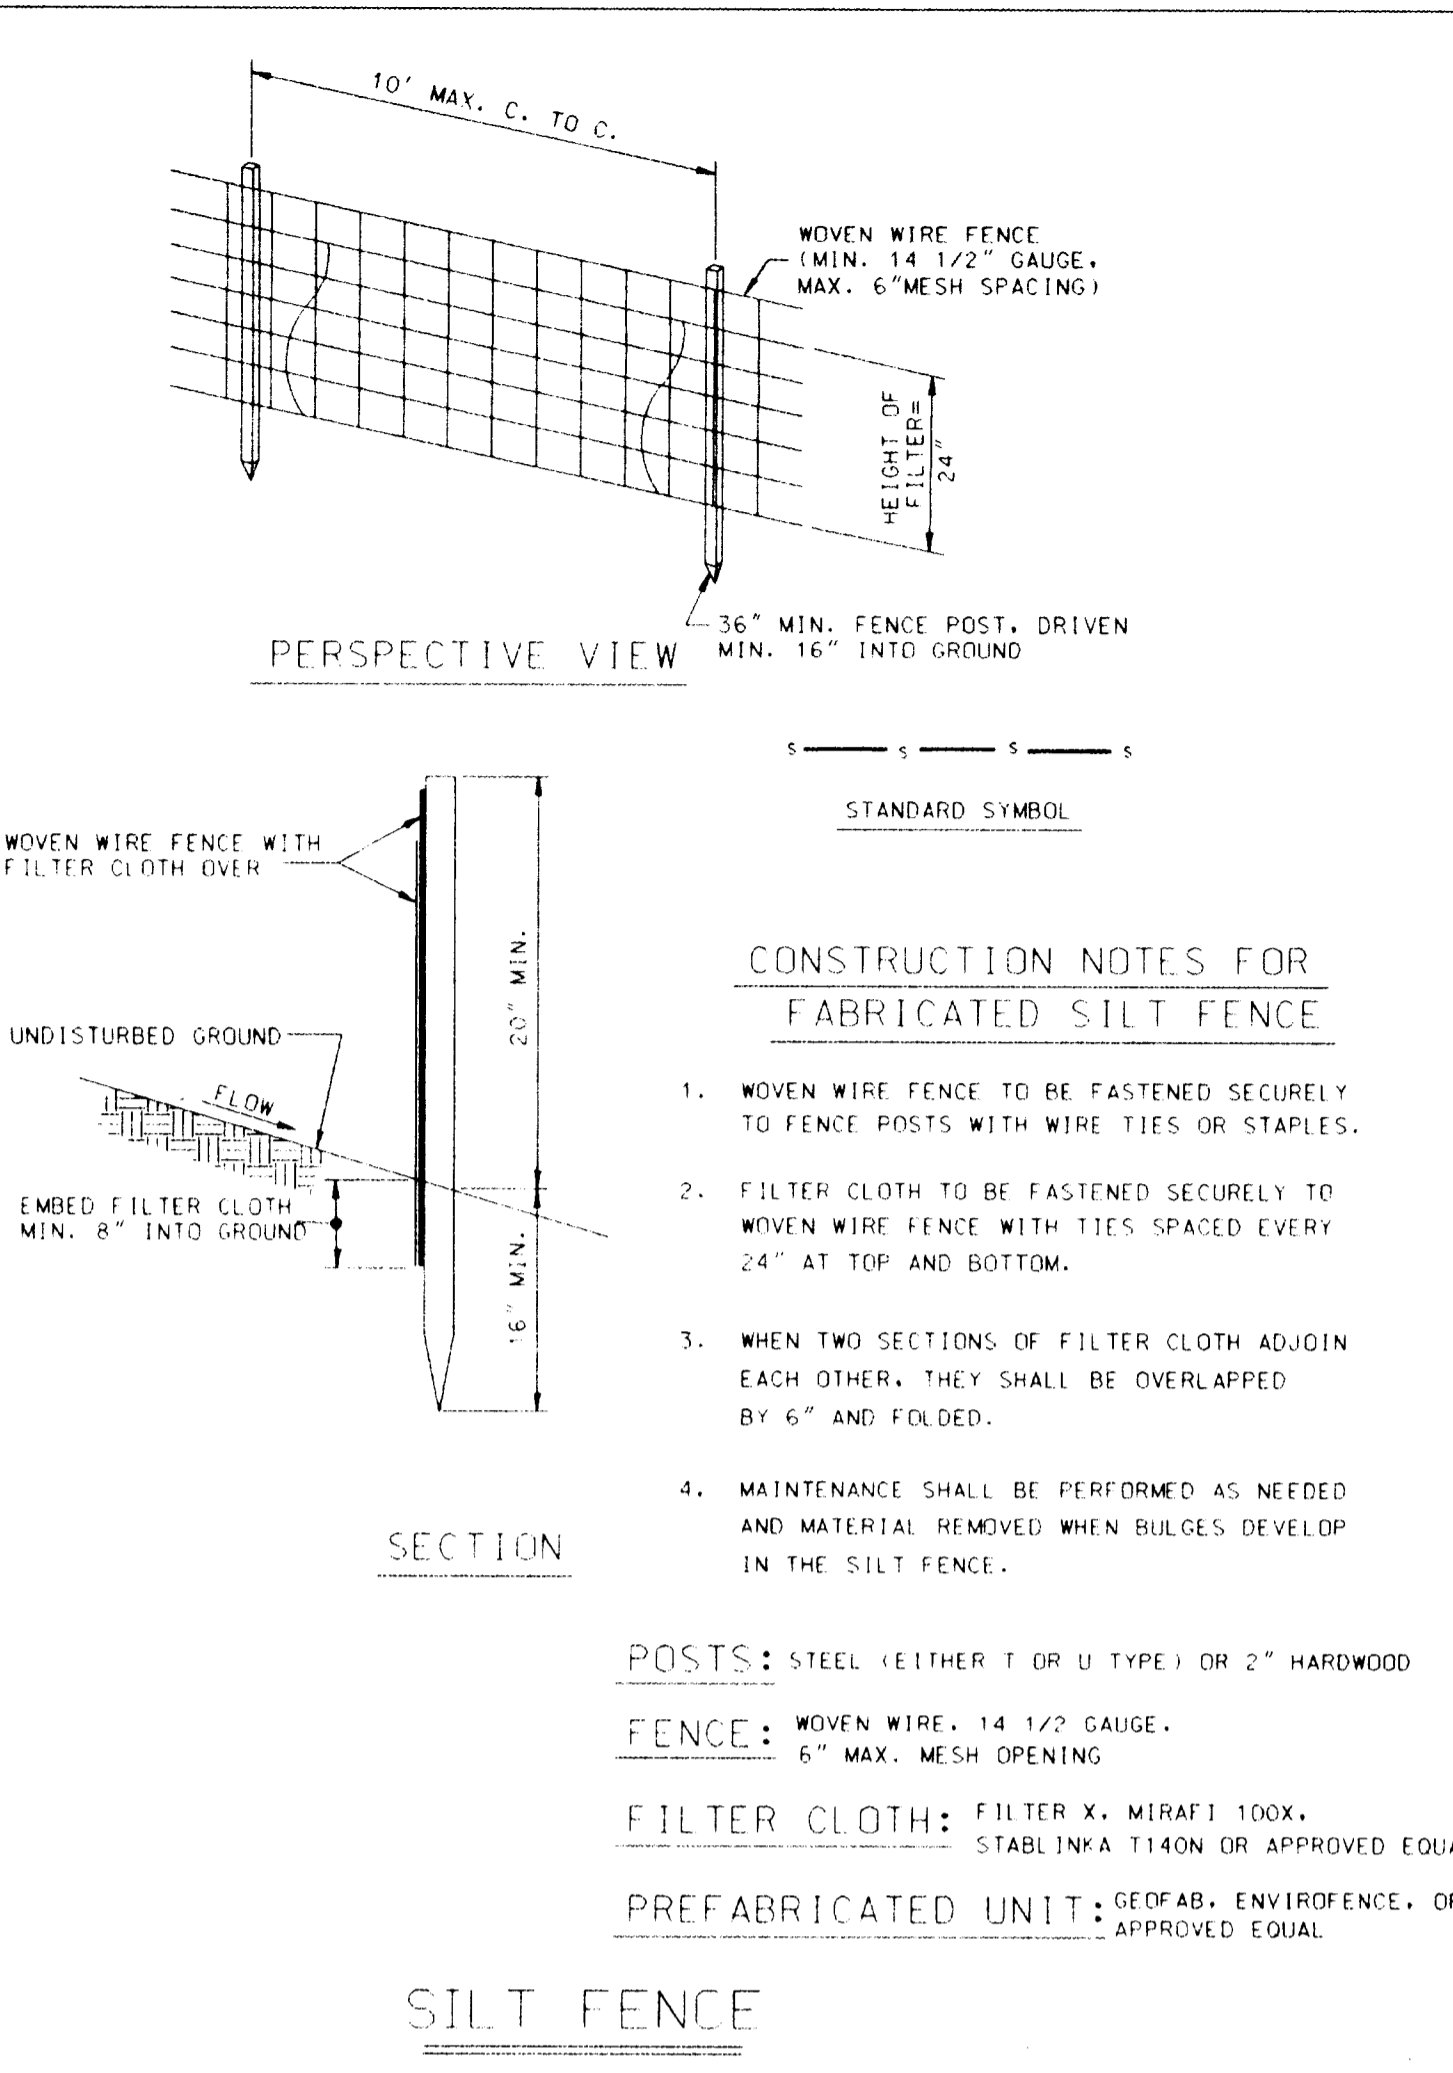 10' MAX. C. TO C.
WOVEN WIRE FENCE
(MIN. 14 1/2" GAUGE,
MAX. 6"MESH SPACING)
HEIGHT OF
FILTER=
24"
36" MIN. FENCE POST, DRIVEN
MIN. 16" INTO GROUND
PERSPECTIVE VIEW
S S S S
STANDARD SYMBOL
WOVEN WIRE FENCE WITH
FILTER CLOTH OVER
20" MIN.
UNDISTURBED GROUND
FLOW
EMBED FILTER CLOTH
MIN. 8" INTO GROUND
16" MIN.
SECTION
CONSTRUCTION NOTES FOR
FABRICATED SILT FENCE
1. WOVEN WIRE FENCE TO BE FASTENED SECURELY
TO FENCE POSTS WITH WIRE TIES OR STAPLES.
2. FILTER CLOTH TO BE FASTENED SECURELY TO
WOVEN WIRE FENCE WITH TIES SPACED EVERY
24" AT TOP AND BOTTOM.
3. WHEN TWO SECTIONS OF FILTER CLOTH ADJOIN
EACH OTHER, THEY SHALL BE OVERLAPPED
BY 6" AND FOLDED.
4. MAINTENANCE SHALL BE PERFORMED AS NEEDED
AND MATERIAL REMOVED WHEN BULGES DEVELOP
IN THE SILT FENCE.
POSTS: STEEL (EITHER T OR U TYPE) OR 2" HARDWOOD
FENCE: WOVEN WIRE, 14 1/2 GAUGE,
6" MAX. MESH OPENING
FILTER CLOTH: FILTER X, MIRAFI 100X,
STABLINKA T140N OR APPROVED
PREFABRICATED UNIT: GEOFAB, ENVIROFENCE,
APPROVED EQUAL
SILT FENCE